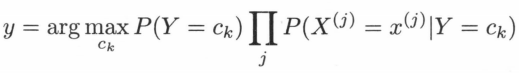 y = arg max_{c_k} P(Y = c_k) ∏_j P(X^{(j)} = x^{(j)}|Y = c_k)